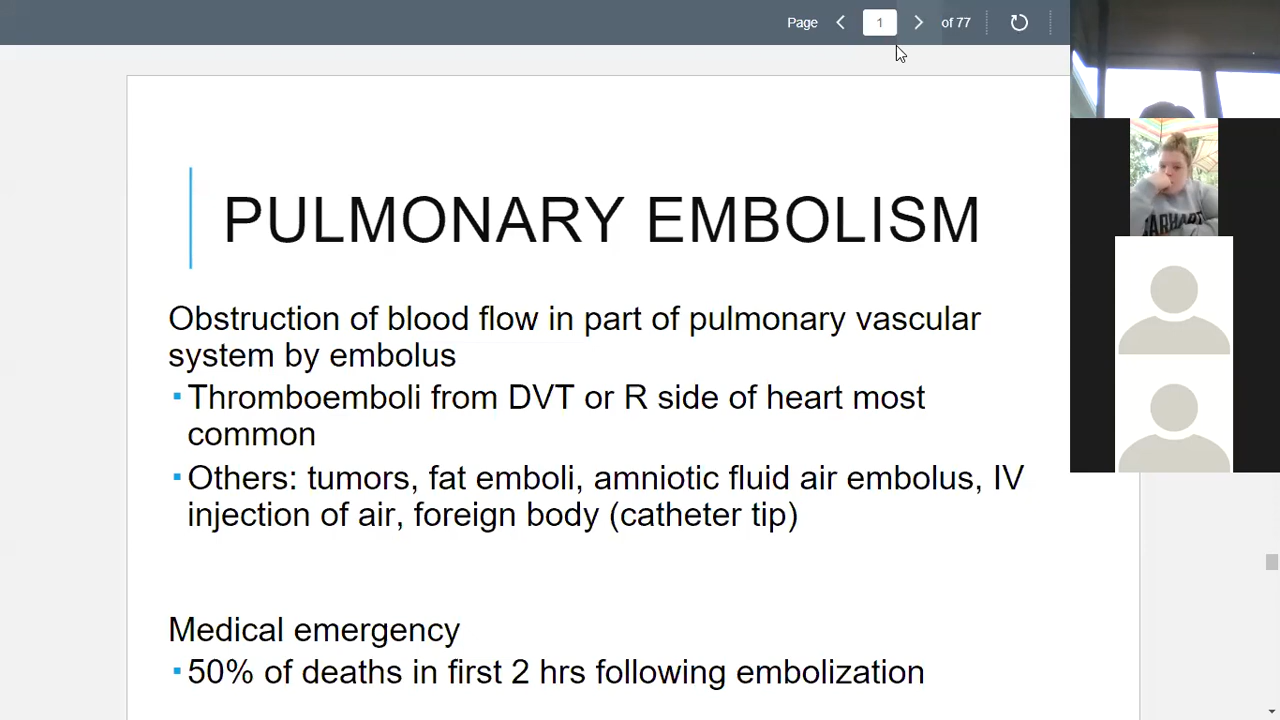 Page 1 of 77
PULMONARY EMBOLISM
Obstruction of blood flow in part of pulmonary vascular
system by embolus
▪Thromboemboli from DVT or R side of heart most
common
▪Others: tumors, fat emboli, amniotic fluid air embolus, IV
injection of air, foreign body (catheter tip)
Medical emergency
▪50% of deaths in first 2 hrs following embolization